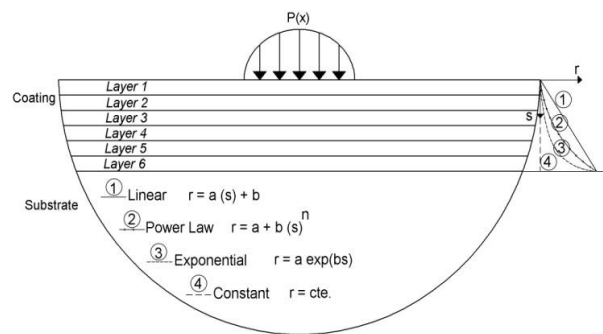 P(x)
r
Layer 1
Coating
Layer 2
Layer 3
s
Layer 4
Layer 5
Layer 6
1
2
3
4
Substrate
1 Linear r = a (s) + b
2 Power Law r = a + b (s)^n
3 Exponential r = a exp(bs)
4 Constant r = cte.